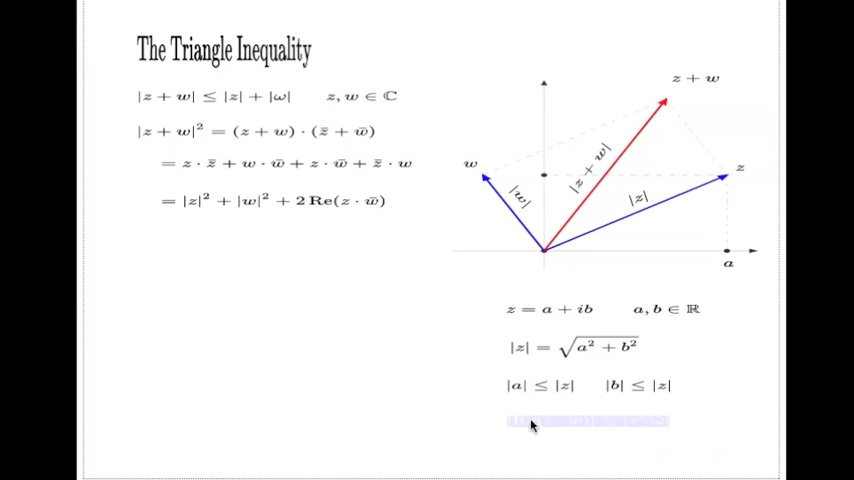 The Triangle Inequality
|z + w| ≤ |z| + |ω| z, w ∈ ℂ
|z + w|² = (z + w) · (z̄ + w̄)
= z · z̄ + w · w̄ + z · w̄ + z̄ · w
= |z|² + |w|² + 2 Re(z · w̄)
z + w
w
z
|w|
|z + w|
|z|
a
z = a + ib a, b ∈ ℝ
|z| = √(a² + b²)
|a| ≤ |z| |b| ≤ |z|